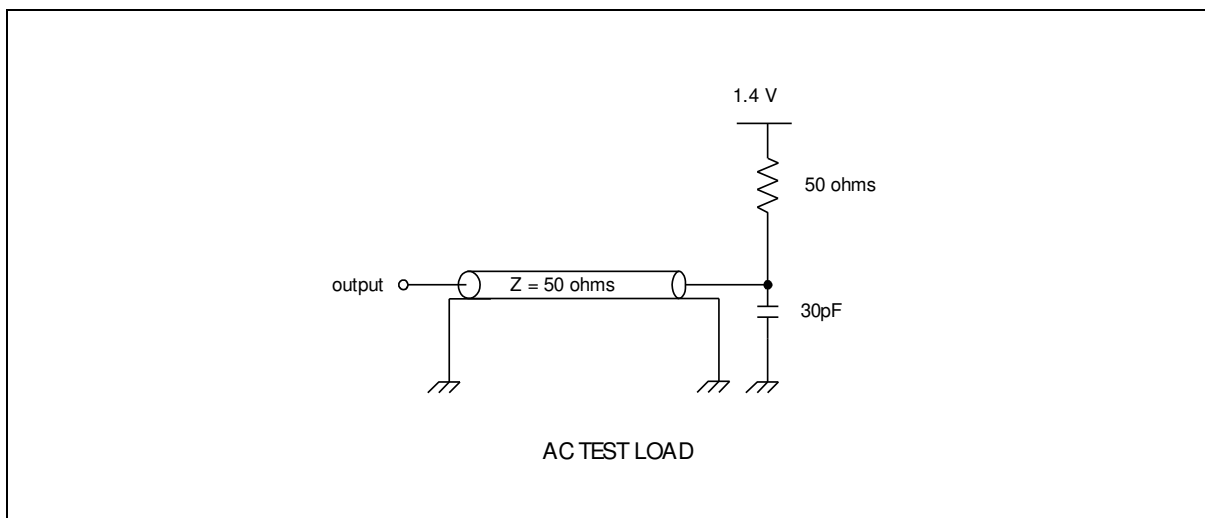 1.4 V
50 ohms
output
Z = 50 ohms
30pF
AC TEST LOAD